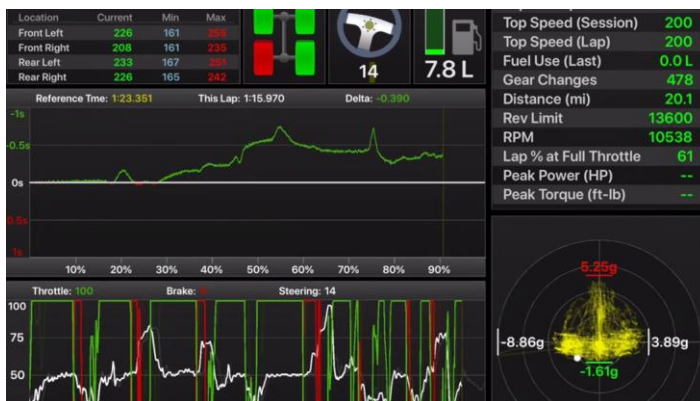 Location Current Min Max
Front Left 226 161 255
Front Right 208 161 235
Rear Left 233 167 251
Rear Right 226 165 242
14
7.8 L
Top Speed (Session) 200
Top Speed (Lap) 200
Fuel Use (Last) 0.0 L
Gear Changes 478
Distance (mi) 20.1
Rev Limit 13600
RPM 10538
Lap % at Full Throttle 61
Peak Power (HP) --
Peak Torque (ft-lb) --
Reference Tme: 1:23.351 This Lap: 1:15.970 Delta: -0.390
-1s
-0.5s
0s
0.5s
1s
10% 20% 30% 40% 50% 60% 70% 80% 90%
Throttle: 100 Brake: Steering: 14
100
75
50
5.25g
-8.86g 3.89g
-1.61g